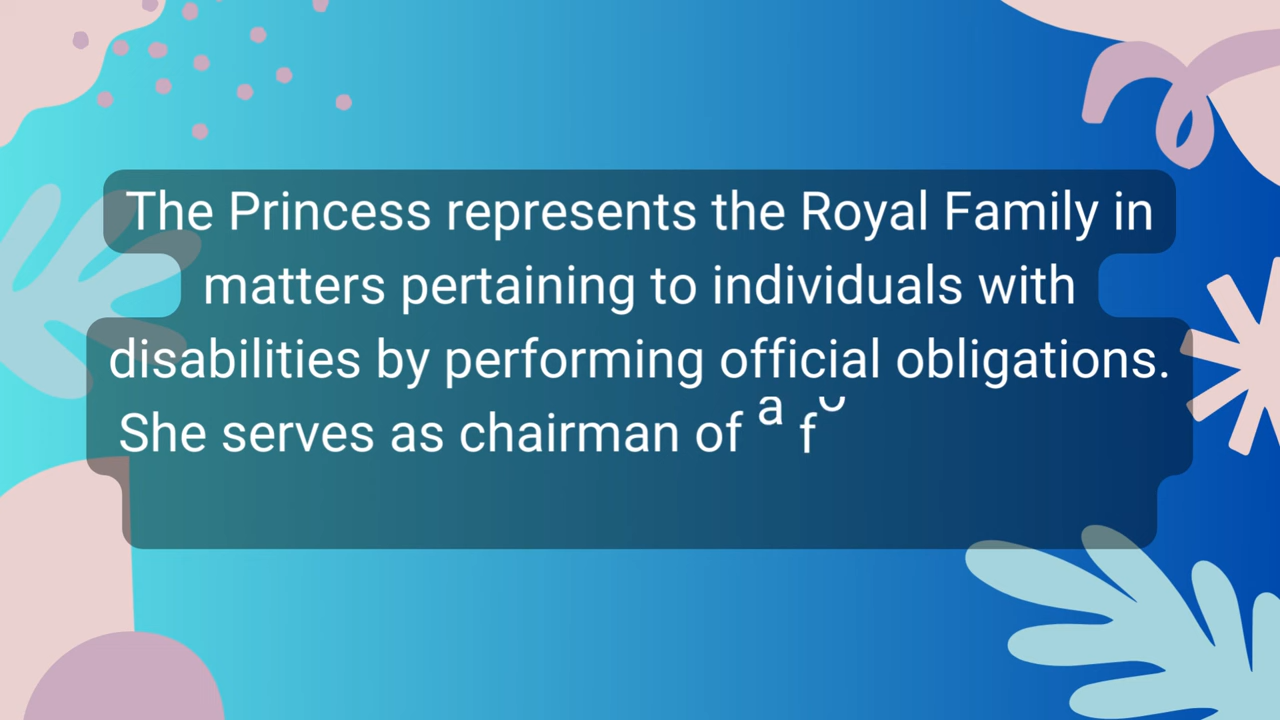 The Princess represents the Royal Family in
matters pertaining to individuals with
disabilities by performing official obligations.
She serves as chairman of a